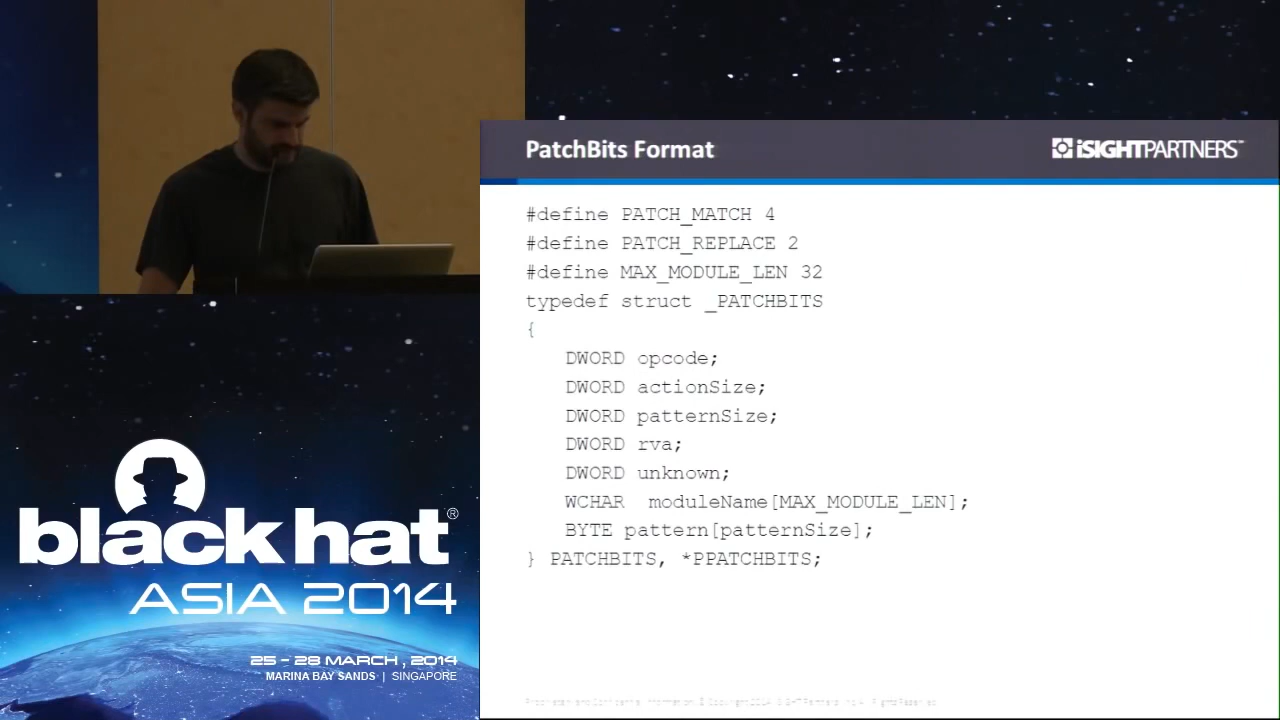 PatchBits Format
iSIGHTPARTNERS
#define PATCH_MATCH 4
#define PATCH_REPLACE 2
#define MAX_MODULE_LEN 32
typedef struct _PATCHBITS
{
DWORD opcode;
DWORD actionSize;
DWORD patternSize;
DWORD rva;
DWORD unknown;
WCHAR moduleName[MAX_MODULE_LEN];
BYTE pattern[patternSize];
} PATCHBITS, *PPATCHBITS;
black hat®
ASIA 2014
25 - 28 MARCH, 2014
MARINA BAY SANDS | SINGAPORE